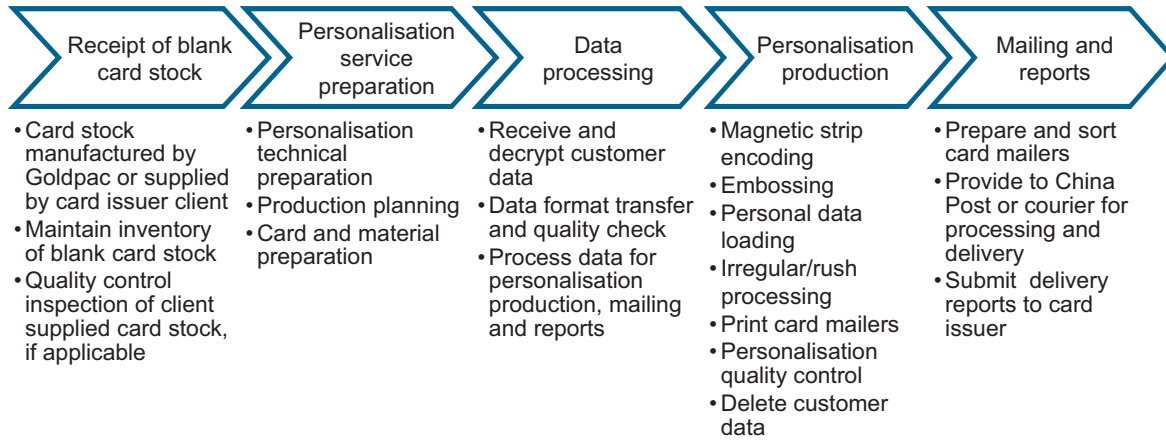 Receipt of blank
card stock
Personalisation
service
preparation
Data
processing
Personalisation
production
Mailing and
reports
• Card stock
manufactured by
Goldpac or supplied
by card issuer client
• Maintain inventory
of blank card stock
• Quality control
inspection of client
supplied card stock,
if applicable
• Personalisation
technical
preparation
• Production planning
• Card and material
preparation
• Receive and
decrypt customer
data
• Data format transfer
and quality check
• Process data for
personalisation
production, mailing
and reports
• Magnetic strip
encoding
• Embossing
• Personal data
loading
• Irregular/rush
processing
• Print card mailers
• Personalisation
quality control
• Delete customer
data
• Prepare and sort
card mailers
• Provide to China
Post or courier for
processing and
delivery
• Submit delivery
reports to card
issuer